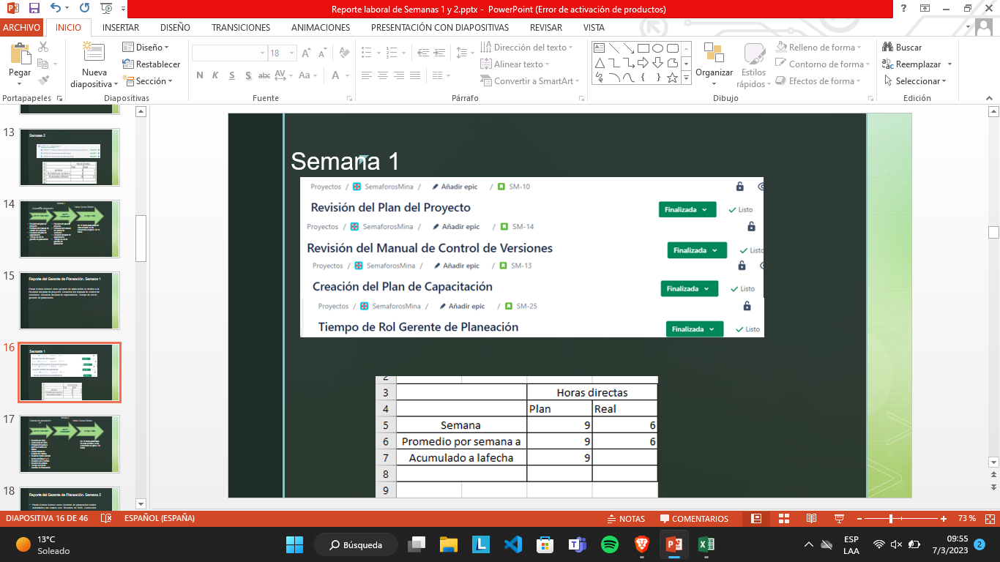 Reporte laboral de Semanas 1 y 2.pptx - PowerPoint (Error de activación de productos)
ARCHIVO INICIO INSERTAR DISEÑO TRANSICIONES ANIMACIONES PRESENTACIÓN CON DIAPOSITIVAS REVISAR VISTA
Pegar
Nueva diapositiva
Diseño
Restablecer
Sección
18
N K S S abc AV Aa A
Dirección del texto
Alinear texto
Convertir a SmartArt
Organizar
Estilos rápidos
Relleno de forma
Contorno de forma
Efectos de forma
Buscar
Reemplazar
Seleccionar
Portapapeles Diapositivas Fuente Párrafo Dibujo Edición
13
Semana 2
14
15
Reporte del Gerente de Planeación. Semana 1
16
Semana 1
17
18
Reporte del Gerente de Planeación. Semana 2
Semana 1
Proyectos / SemaforosMina / Añadir epic / SM-10
Revisión del Plan del Proyecto Finalizada Listo
Proyectos / SemaforosMina / Añadir epic / SM-14
Revisión del Manual de Control de Versiones Finalizada Listo
Proyectos / SemaforosMina / Añadir epic / SM-13
Creación del Plan de Capacitación Finalizada Listo
Proyectos / SemaforosMina / Añadir epic / SM-25
Tiempo de Rol Gerente de Planeación Finalizada Listo
2
3 Horas directas
4 Plan Real
5 Semana 9 6
6 Promedio por semana a 9 6
7 Acumulado a lafecha 9
8
9
DIAPOSITIVA 16 DE 46 ESPAÑOL (ESPAÑA) NOTAS COMENTARIOS 73 %
13°C
Soleado
Búsqueda
ESP
LAA
09:55
7/3/2023
2